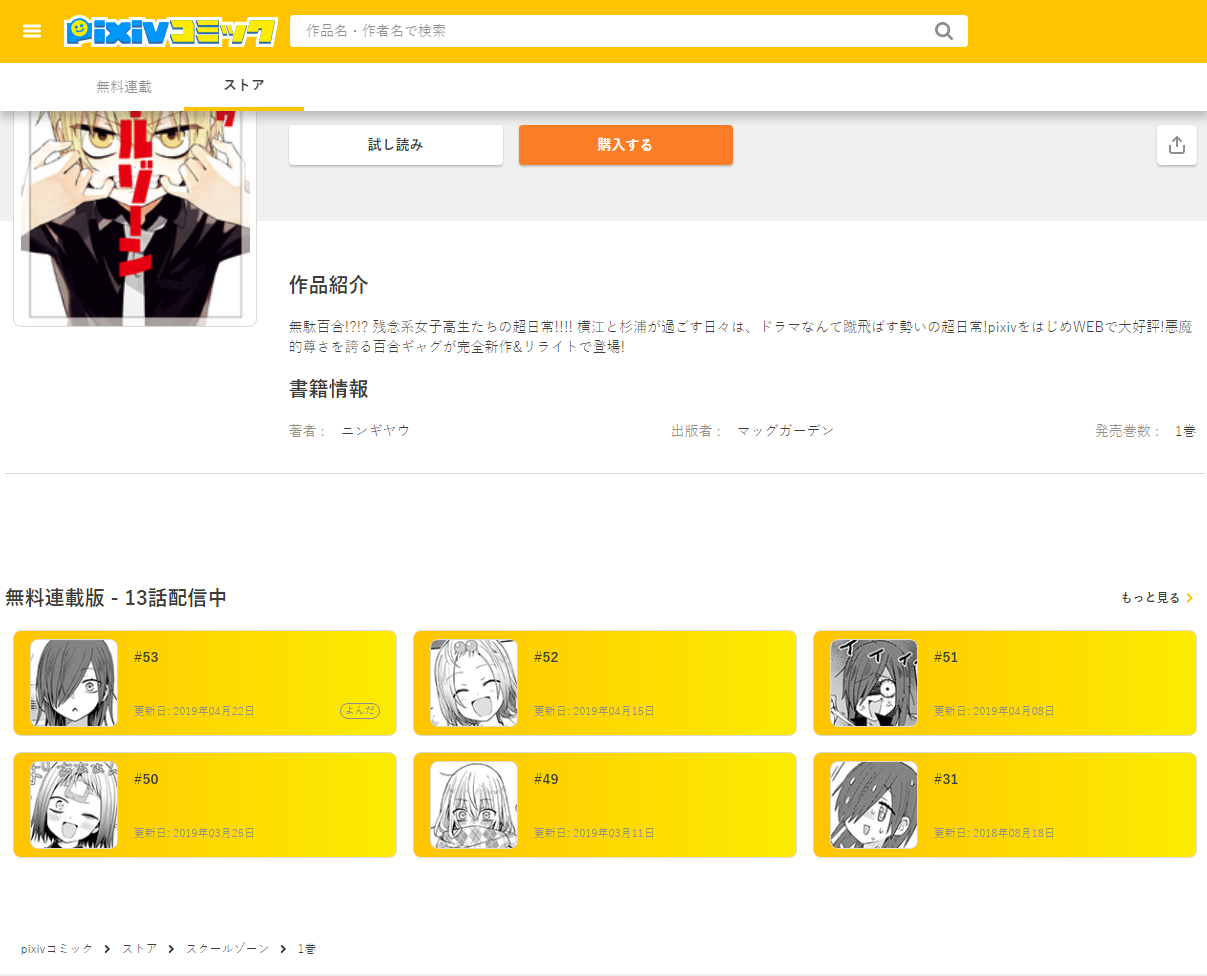 pixivコミック
作品名・作者名で検索
無料連載 ストア
試し読み 購入する
ールゾーン
作品紹介
無駄百合!?!? 残念系女子高生たちの超日常!!!! 横江と杉浦が過ごす日々は、ドラマなんて蹴飛ばす勢いの超日常!pixivをはじめWEBで大好評!悪魔
的尊さを誇る百合ギャグが完全新作&リライトで登場!
書籍情報
著者： ニンギヤウ 出版者： マッグガーデン 発売巻数： 1巻
無料連載版 - 13話配信中 もっと見る
#53 #52 #51
更新日: 2019年04月22日 よんだ 更新日: 2019年04月15日 更新日: 2019年04月08日
#50 #49 #31
更新日: 2019年03月25日 更新日: 2019年03月11日 更新日: 2018年08月18日
pixivコミック ストア スクールゾーン 1巻